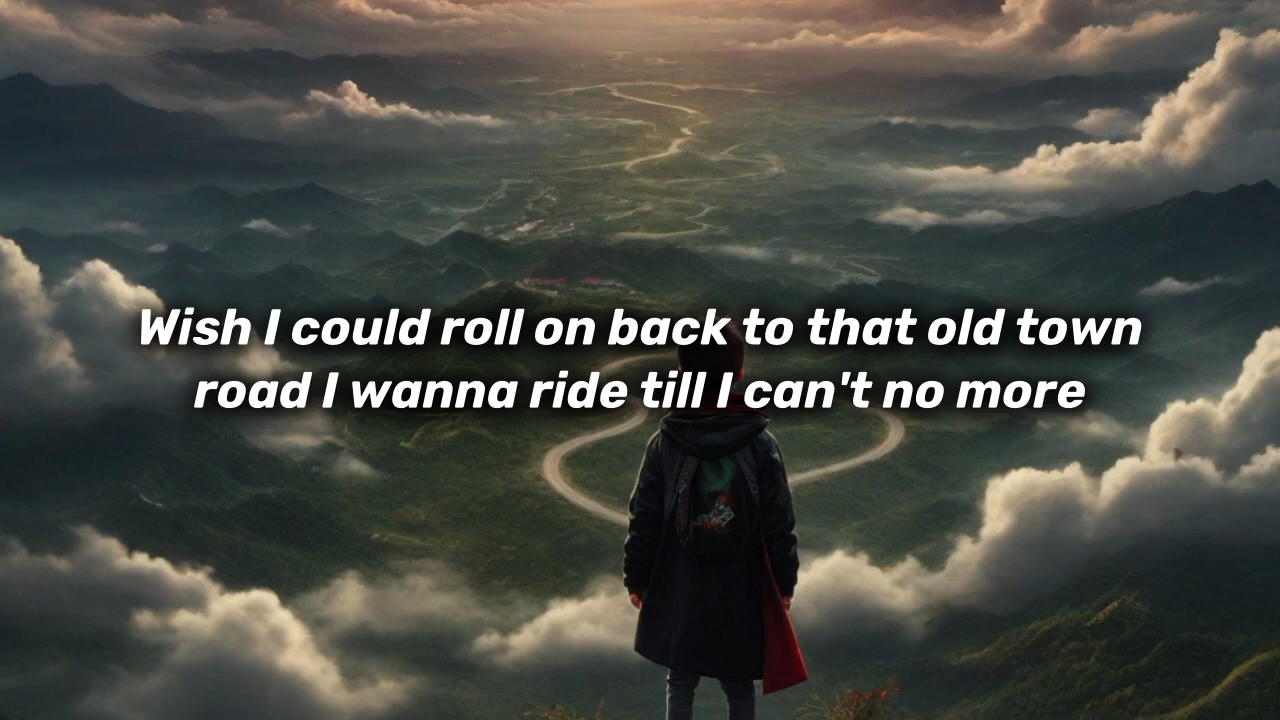 Wish I could roll on back to that old town
road I wanna ride till I can't no more